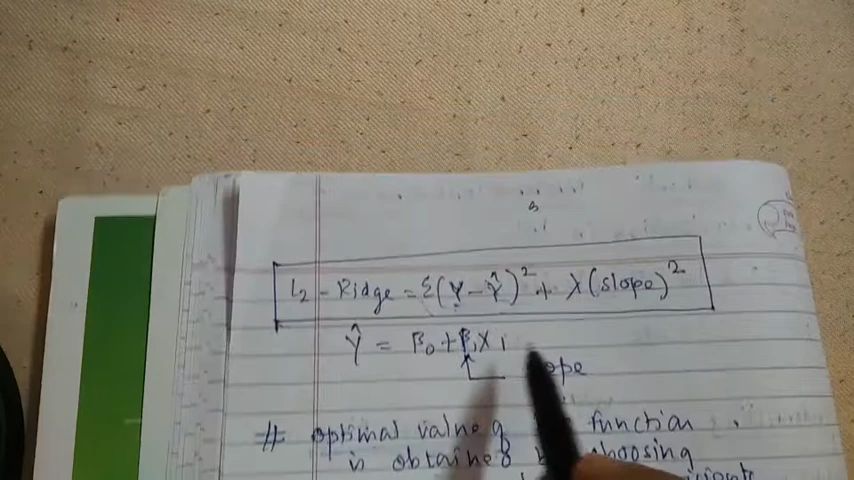 L2 - Ridge = Σ(Y - Ŷ)² + λ(slope)²
Ŷ = β0 + β1X1
slope
# optimal value of function
is obtained by choosing